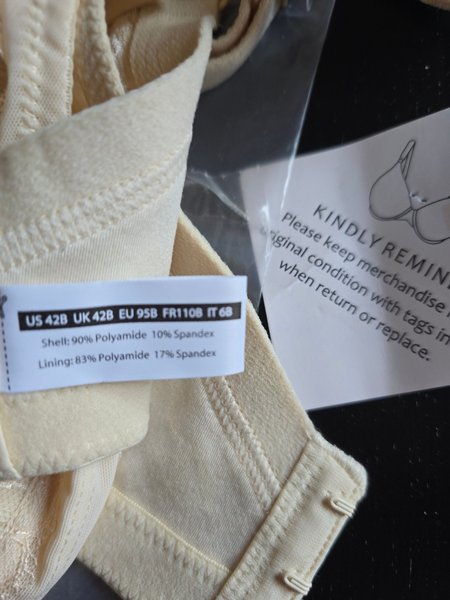 US 42B UK 42B EU 95B FR110B IT 6B
Shell: 90% Polyamide 10% Spandex
Lining: 83% Polyamide 17% Spandex
KINDLY REMIN
Please keep merchandise
original condition with tags in
when return or replace.